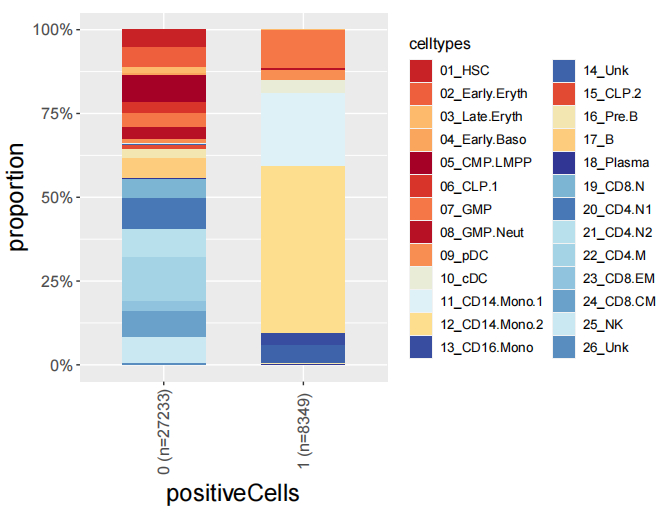 100%
75%
50%
25%
0%
proportion
0 (n=27233)
1 (n=8349)
positiveCells
celltypes
01_HSC
02_Early.Eryth
03_Late.Eryth
04_Early.Baso
05_CMP.LMPP
06_CLP.1
07_GMP
08_GMP.Neut
09_pDC
10_cDC
11_CD14.Mono.1
12_CD14.Mono.2
13_CD16.Mono
14_Unk
15_CLP.2
16_Pre.B
17_B
18_Plasma
19_CD8.N
20_CD4.N1
21_CD4.N2
22_CD4.M
23_CD8.EM
24_CD8.CM
25_NK
26_Unk